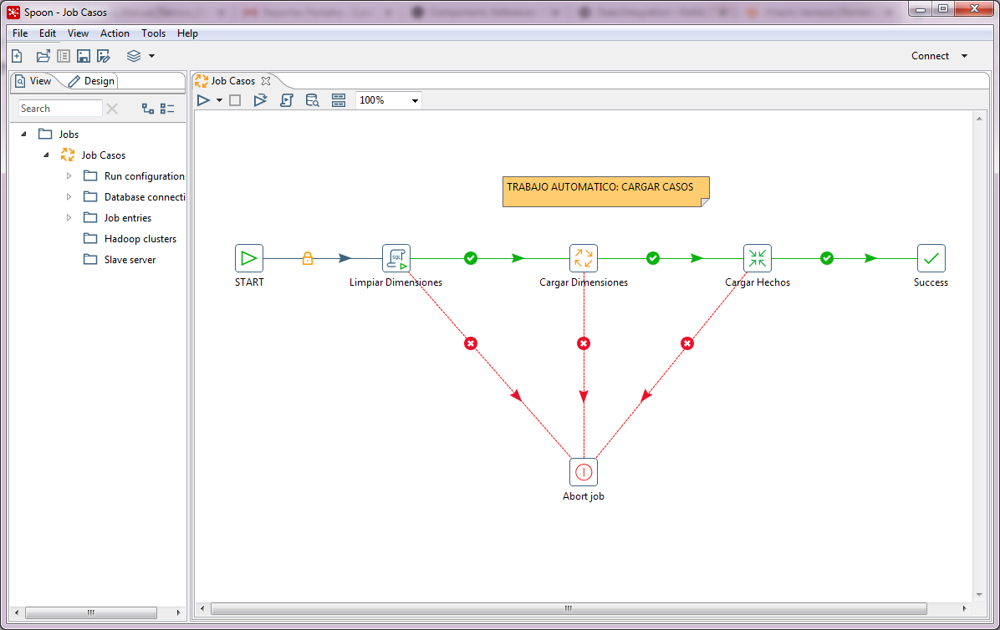 Spoon - Job Casos
File Edit View Action Tools Help
Connect
View Design
Job Casos
Search
100%
Jobs
Job Casos
Run configuration
Database connecti
Job entries
Hadoop clusters
Slave server
TRABAJO AUTOMATICO: CARGAR CASOS
SQL
START
Limpiar Dimensiones
Cargar Dimensiones
Cargar Hechos
Success
Abort job